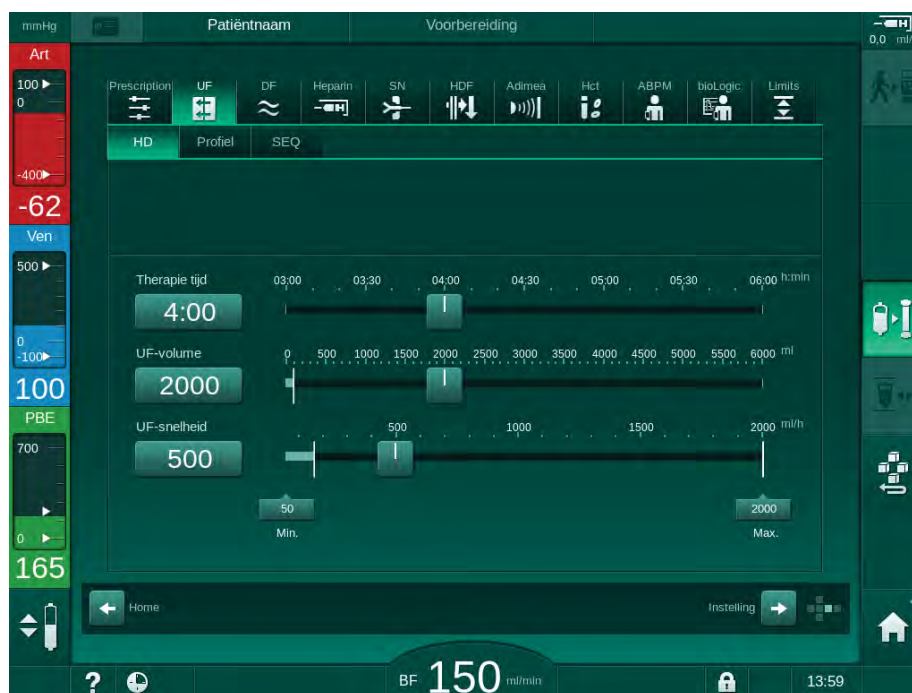 mmHg Patiëntnaam Voorbereiding
0,0 ml/
Art
100
0
-400
-62
Ven
500
0
-100
100
PBE
700
0
165
Prescription UF DF Heparin SN HDF Adimea Hct ABPM bioLogic Limits
HD Profiel SEQ
Therapie tijd 03:00 03:30 04:00 04:30 05:00 05:30 06:00 h:min
4:00
UF-volume 0 500 1000 1500 2000 2500 3000 3500 4000 4500 5000 5500 6000 ml
2000
UF-snelheid 500 1000 1500 2000 ml/h
500
50 2000
Min. Max.
Home Instelling
? BF 150 ml/min 13:59